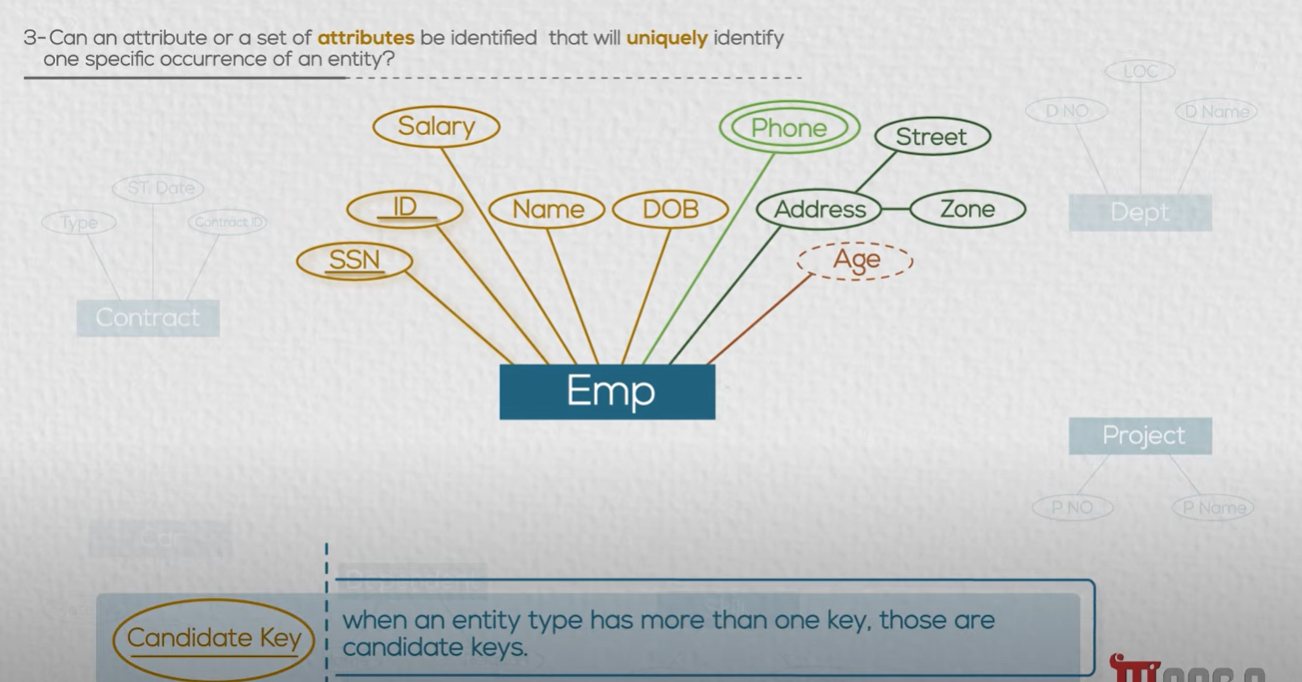 3-Can an attribute or a set of attributes be identified that will uniquely identify
one specific occurrence of an entity?
LOC
D NO
D Name
Dept
Salary
Phone
Street
ID
Name
DOB
Address
Zone
SSN
Age
Emp
ST. Date
Type
Contract ID
Contract
Project
P NO
P Name
Dependent
Candidate Key
when an entity type has more than one key, those are
candidate keys.